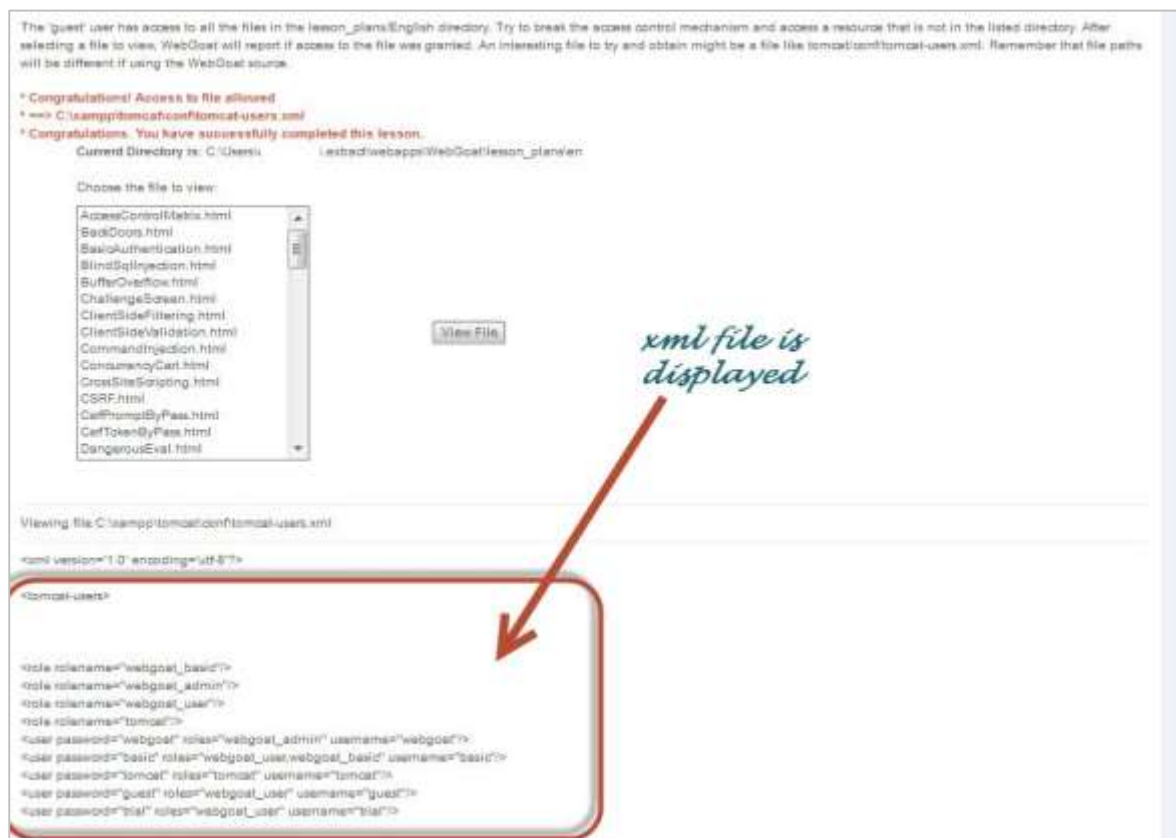 The 'guest' user has access to all the files in the lesson_plans/English directory. Try to break the access control mechanism and access a resource that is not in the listed directory. After
selecting a file to view, WebGoat will report if access to the file was granted. An interesting file to try and obtain might be a file like tomcat/conf/tomcat-users.xml. Remember that file paths
will be different if using the WebGoat source.
* Congratulations! Access to file allowed
* ==> C:\xampp\tomcat\conf\tomcat-users.xml
* Congratulations. You have successfully completed this lesson.
Current Directory is: C:\Users\ \.extract\webapps\WebGoat\lesson_plans\en
Choose the file to view:
AccessControlMatrix.html
BackDoors.html
BasicAuthentication.html
BlindSqlInjection.html
BufferOverflow.html
ChallengeScreen.html
ClientSideFiltering.html
ClientSideValidation.html
CommandInjection.html
ConcurrencyCart.html
CrossSiteScripting.html
CSRF.html
CsrfPromptByPass.html
CsrfTokenByPass.html
DangerousEval.html
View File
xml file is
displayed
Viewing file C:\xampp\tomcat\conf\tomcat-users.xml
<xml version="1.0" encoding="utf-8"?>
<tomcat-users>
<role rolename="webgoat_basic"/>
<role rolename="webgoat_admin"/>
<role rolename="webgoat_user"/>
<role rolename="tomcat"/>
<user password="webgoat" roles="webgoat_admin" username="webgoat"/>
<user password="basic" roles="webgoat_user,webgoat_basic" username="basic"/>
<user password="tomcat" roles="tomcat" username="tomcat"/>
<user password="guest" roles="webgoat_user" username="guest"/>
<user password="trial" roles="webgoat_user" username="trial"/>